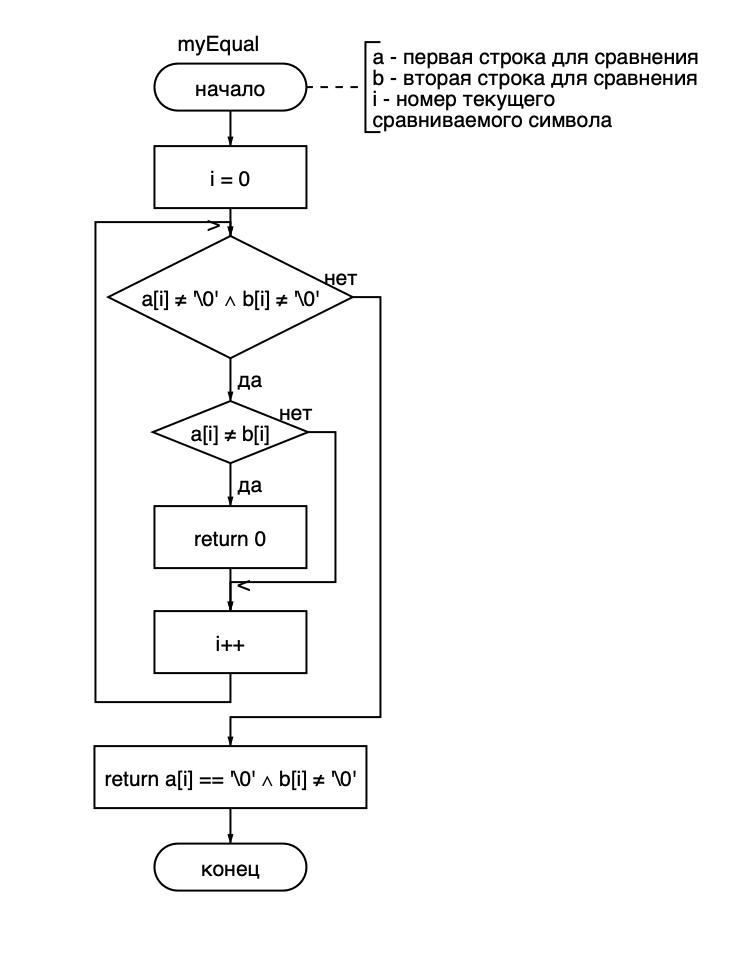 myEqual
начало
a - первая строка для сравнения
b - вторая строка для сравнения
i - номер текущего
сравниваемого символа
i = 0
нет
a[i] ≠ '\0' ∧ b[i] ≠ '\0'
да
нет
a[i] ≠ b[i]
да
return 0
i++
return a[i] == '\0' ∧ b[i] ≠ '\0'
конец